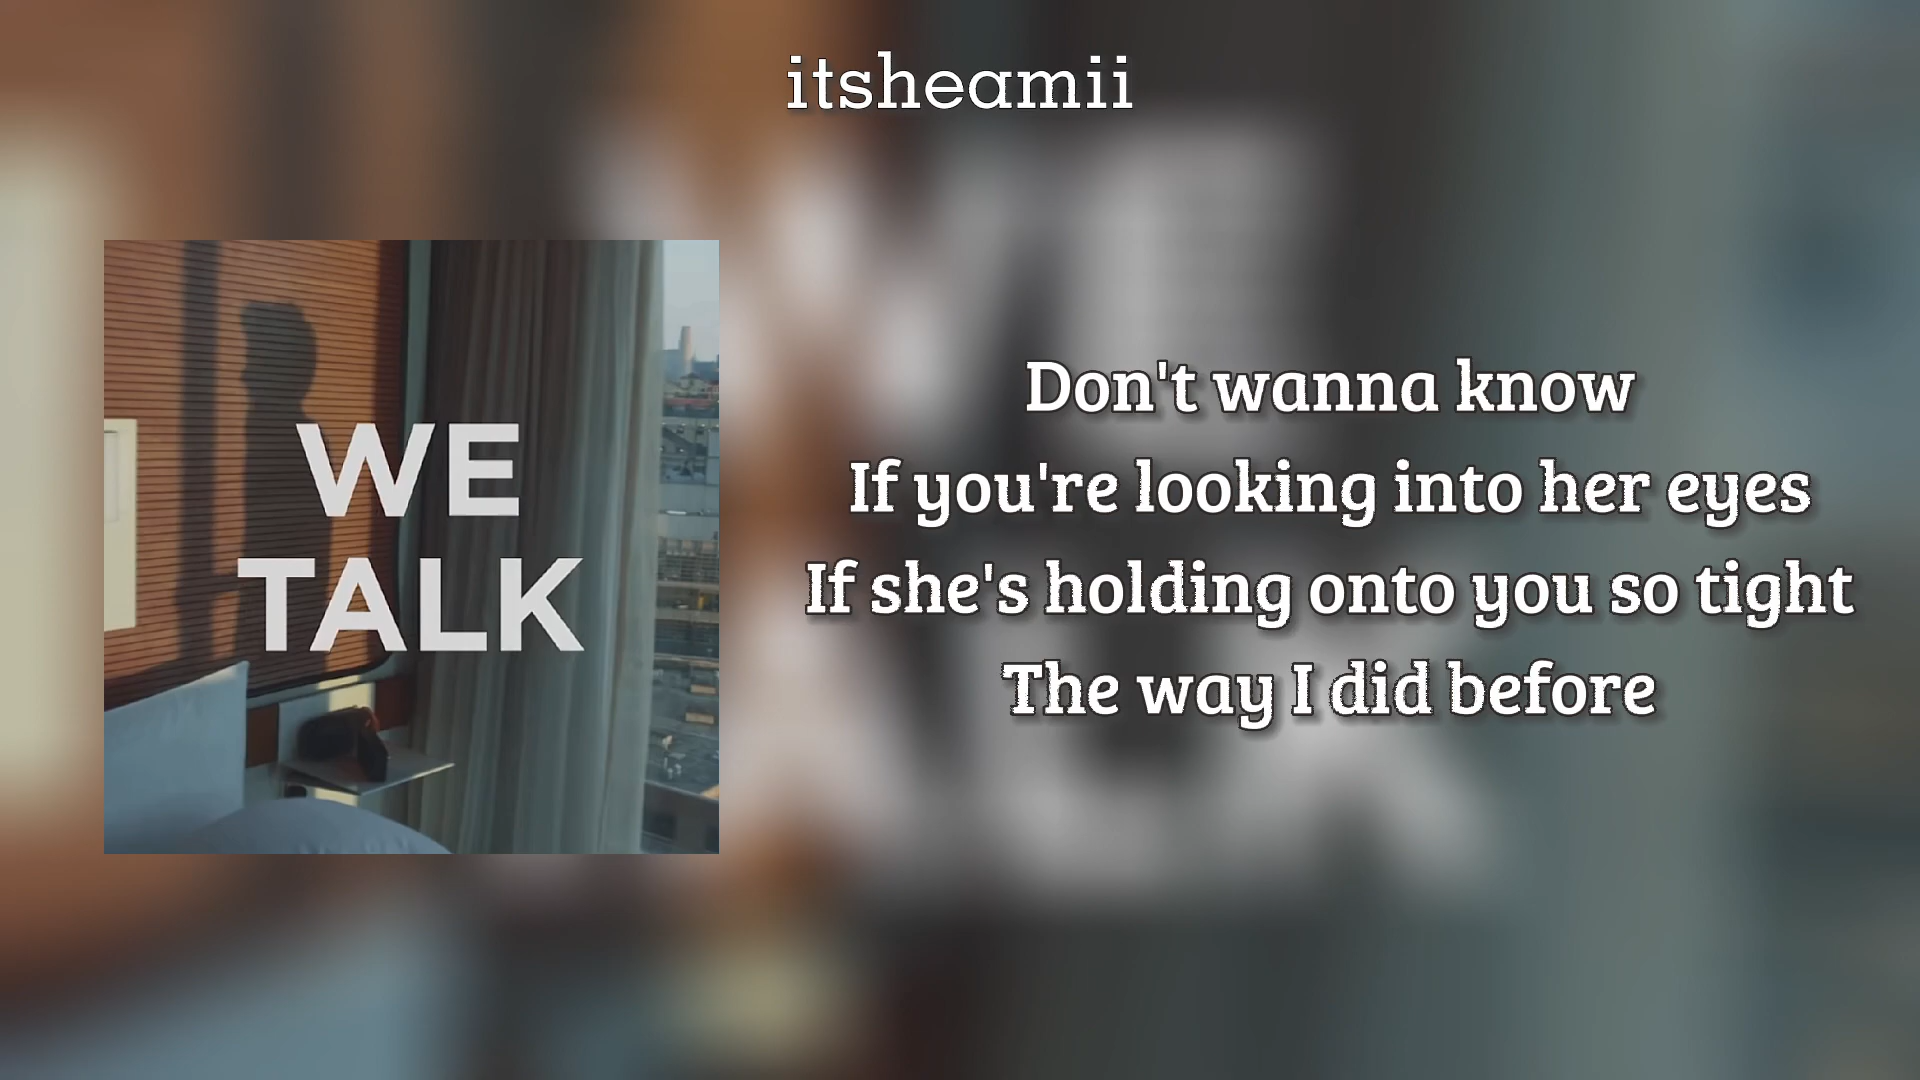 itsheamii
WE
TALK
Don't wanna know
If you're looking into her eyes
If she's holding onto you so tight
The way I did before